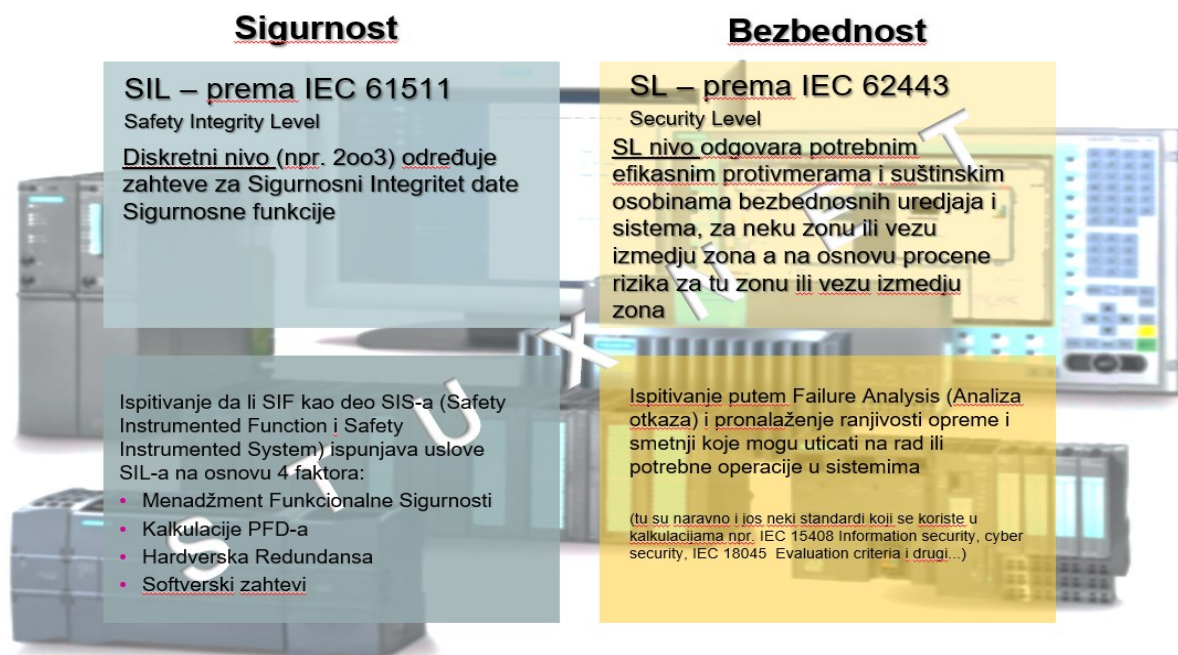 Sigurnost
SIL – prema IEC 61511
Safety Integrity Level
Diskretni nivo (npr. 2oo3) određuje
zahteve za Sigurnosni Integritet date
Sigurnosne funkcije
Ispitivanje da li SIF kao deo SIS-a (Safety
Instrumented Function i Safety
Instrumented System) ispunjava uslove
SIL-a na osnovu 4 faktora:
• Menadžment Funkcionalne Sigurnosti
• Kalkulacije PFD-a
• Hardverska Redundansa
• Softverski zahtevi
Bezbednost
SL – prema IEC 62443
Security Level
SL nivo odgovara potrebnim
efikasnim protivmerama i suštinskim
osobinama bezbednosnih uredjaja i
sistema, za neku zonu ili vezu
izmedju zona a na osnovu procene
rizika za tu zonu ili vezu izmedju
zona
Ispitivanje putem Failure Analysis (Analiza
otkaza) i pronalaženje ranjivosti opreme i
smetnji koje mogu uticati na rad ili
potrebne operacije u sistemima
(tu su naravno i jos neki standardi koji se koriste u
kalkulacijama npr. IEC 15408 Information security, cyber
security, IEC 18045 Evaluation criteria i drugi...)
STUXNET